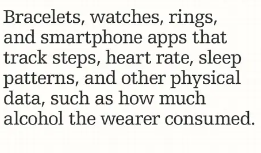 Bracelets, watches, rings,
and smartphone apps that
track steps, heart rate, sleep
patterns, and other physical
data, such as how much
alcohol the wearer consumed.